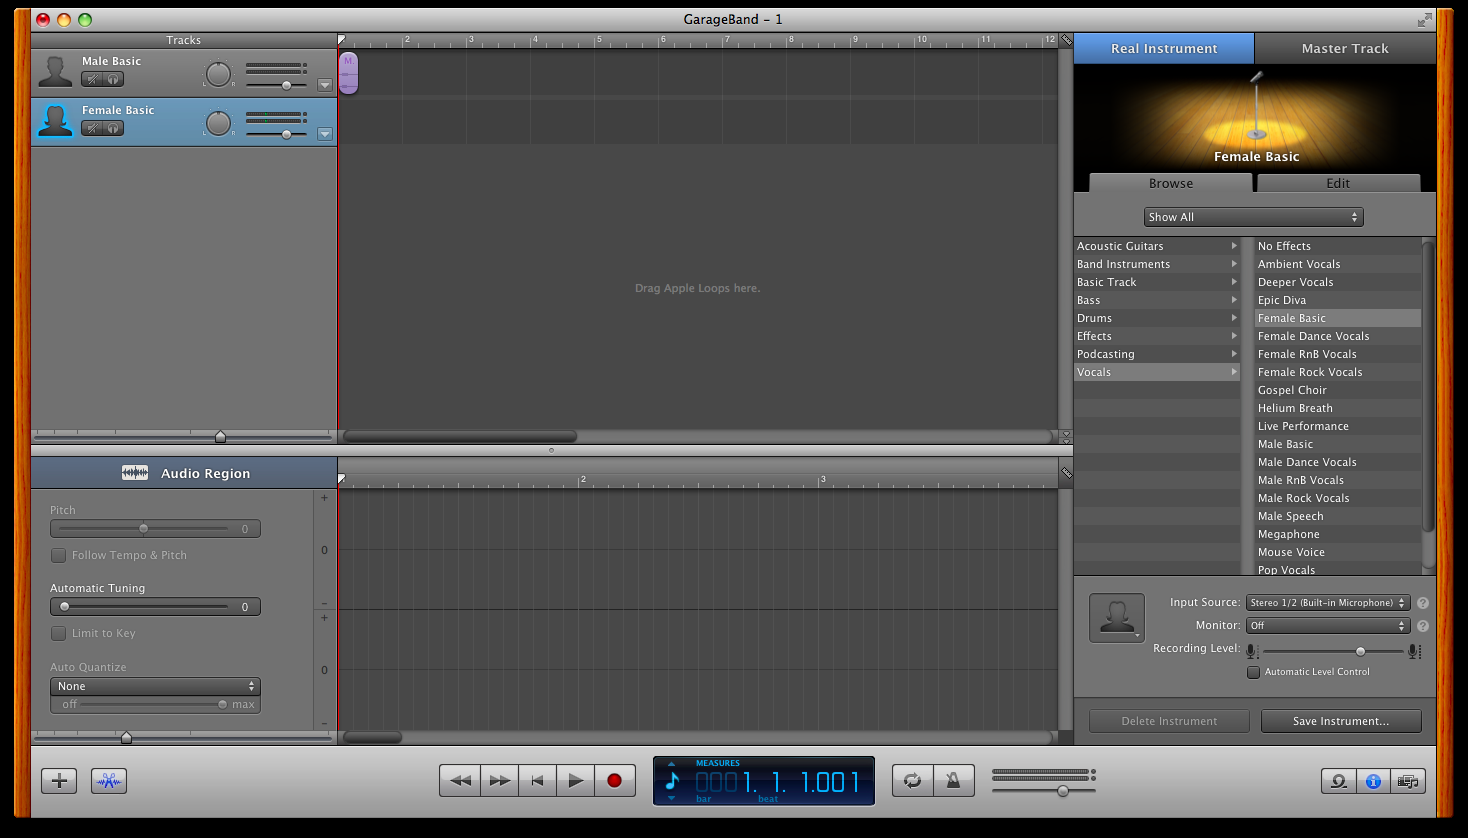 GarageBand - 1
Tracks
2 3 4 5 6 7 8 9 10 11 12
Male Basic
L R
M.
Female Basic
L R
Drag Apple Loops here.
Real Instrument Master Track
Female Basic
Browse Edit
Show All
Acoustic Guitars
Band Instruments
Basic Track
Bass
Drums
Effects
Podcasting
Vocals
No Effects
Ambient Vocals
Deeper Vocals
Epic Diva
Female Basic
Female Dance Vocals
Female RnB Vocals
Female Rock Vocals
Gospel Choir
Helium Breath
Live Performance
Male Basic
Male Dance Vocals
Male RnB Vocals
Male Rock Vocals
Male Speech
Megaphone
Mouse Voice
Pop Vocals
Audio Region
2 3
Pitch
0
Follow Tempo & Pitch
Automatic Tuning
0
Limit to Key
Auto Quantize
None
off max
+
0
-
+
0
-
Input Source: Stereo 1/2 (Built-in Microphone) ?
Monitor: Off ?
Recording Level:
Automatic Level Control
Delete Instrument Save Instrument...
MEASURES
0001. 1. 1.001
bar beat